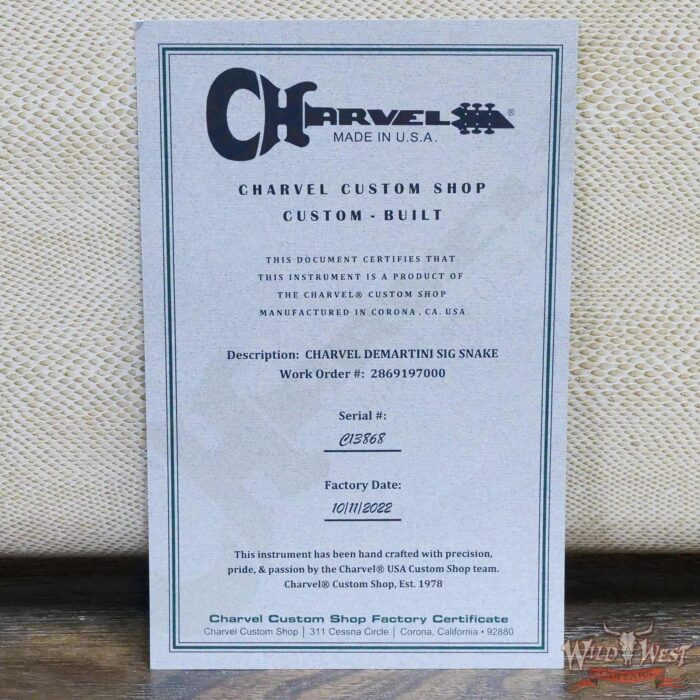 CHARVEL®
MADE IN U.S.A.
CHARVEL CUSTOM SHOP
CUSTOM - BUILT
THIS DOCUMENT CERTIFIES THAT
THIS INSTRUMENT IS A PRODUCT OF
THE CHARVEL® CUSTOM SHOP
MANUFACTURED IN CORONA, CA. USA
Description: CHARVEL DEMARTINI SIG SNAKE
Work Order #: 2869197000
Serial #:
C13868
Factory Date:
10/11/2022
This instrument has been hand crafted with precision,
pride, & passion by the Charvel® USA Custom Shop team.
Charvel® Custom Shop, Est. 1978
Charvel Custom Shop Factory Certificate
Charvel Custom Shop | 311 Cessna Circle | Corona, California • 92880
WILD WEST
GUITARS